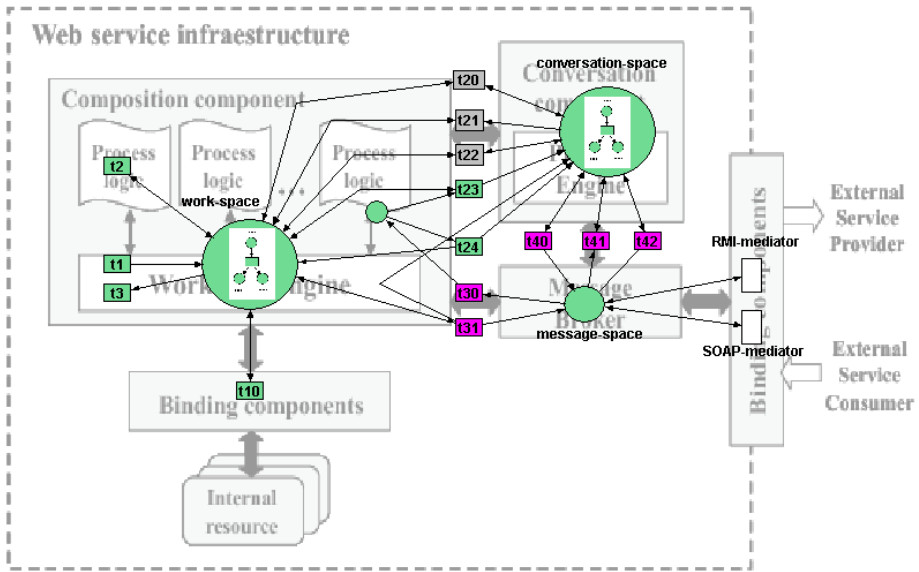 Web service infraestructure
conversation-space
Conversation
t20
Composition component
t21
Process
logic
Process
logic
Process
logic
...
t22
t2
t23
Engine
work-space
t24
t40
t41
t42
RMI-mediator
External
Service
Provider
t1
t3
t30
t31
Message
Broker
message-space
SOAP-mediator
Binding components
External
Service
Consumer
t10
Binding components
Internal
resource